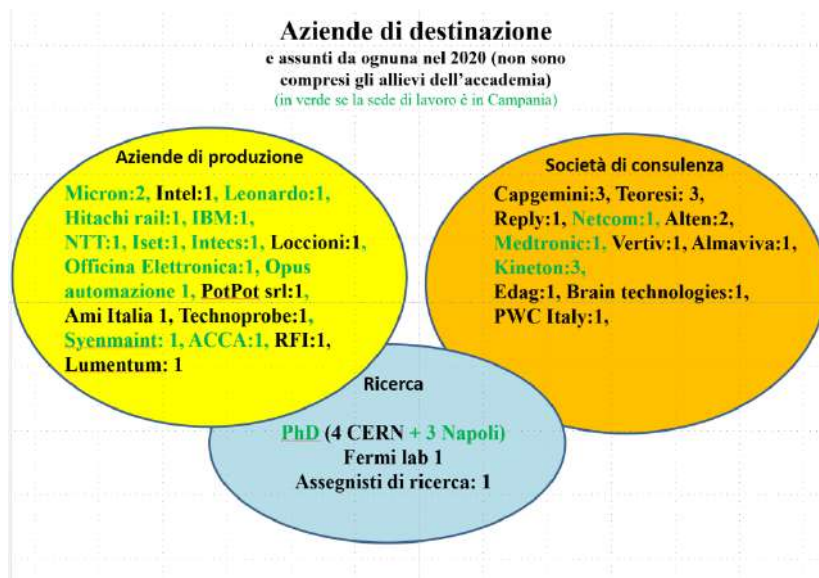 Aziende di destinazione
e assunti da ognuna nel 2020 (non sono
compresi gli allievi dell'accademia)
(in verde se la sede di lavoro è in Campania)
Aziende di produzione
Micron:2, Intel:1, Leonardo:1,
Hitachi rail:1, IBM:1,
NTT:1, Iset:1, Intecs:1, Loccioni:1,
Officina Elettronica:1, Opus
automazione 1, PotPot srl:1,
Ami Italia 1, Technoprobe:1,
Syenmaint: 1, ACCA:1, RFI:1,
Lumentum: 1
Società di consulenza
Capgemini:3, Teoresi: 3,
Reply:1, Netcom:1, Alten:2,
Medtronic:1, Vertiv:1, Almaviva:1,
Kineton:3,
Edag:1, Brain technologies:1,
PWC Italy:1,
Ricerca
PhD (4 CERN + 3 Napoli)
Fermi lab 1
Assegnisti di ricerca: 1